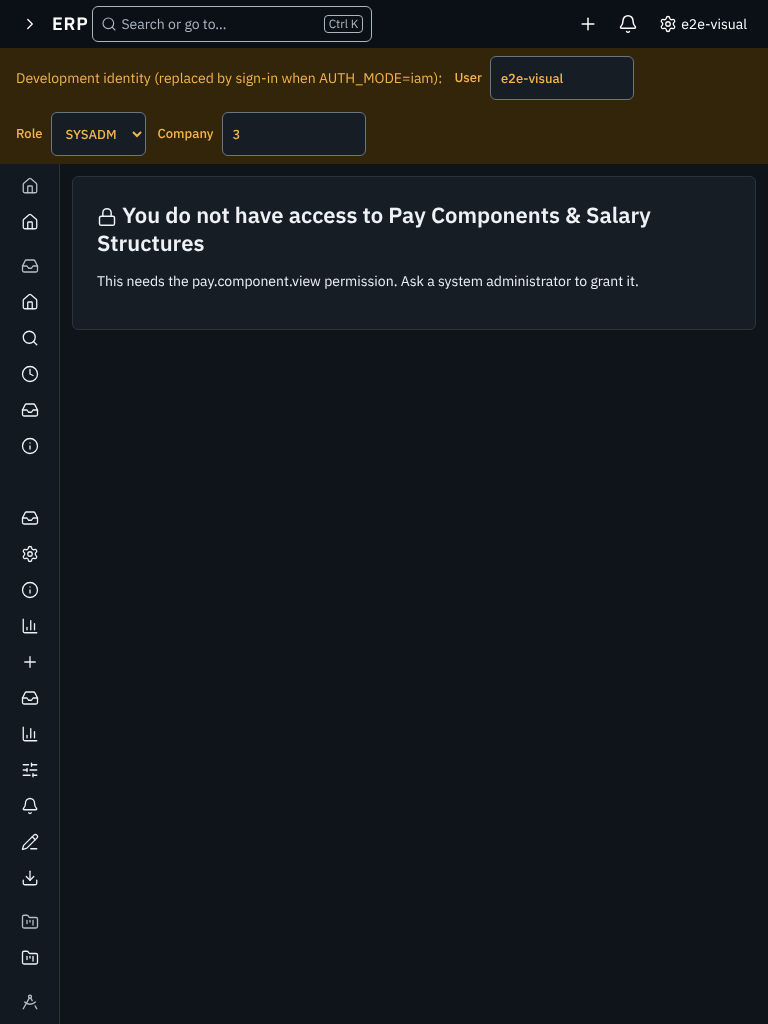 ERP
Search or go to...
Ctrl K
e2e-visual
Development identity (replaced by sign-in when AUTH_MODE=iam):
User
e2e-visual
Role
SYSADM
Company
3
You do not have access to Pay Components & Salary
Structures
This needs the pay.component.view permission. Ask a system administrator to grant it.